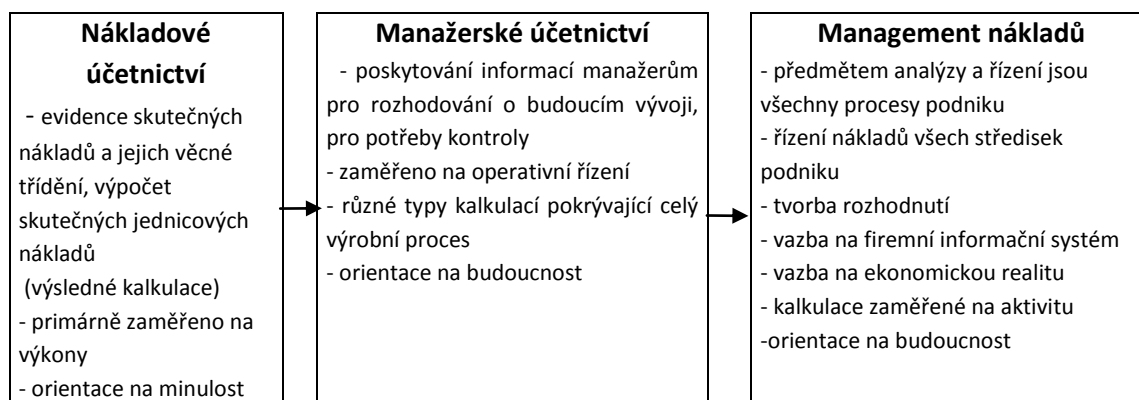 Nákladové
účetnictví
- evidence skutečných
nákladů a jejich věcné
třídění, výpočet
skutečných jednicových
nákladů
(výsledné kalkulace)
- primárně zaměřeno na
výkony
- orientace na minulost
Manažerské účetnictví
- poskytování informací manažerům
pro rozhodování o budoucím vývoji,
pro potřeby kontroly
- zaměřeno na operativní řízení
- různé typy kalkulací pokrývající celý
výrobní proces
- orientace na budoucnost
Management nákladů
- předmětem analýzy a řízení jsou
všechny procesy podniku
- řízení nákladů všech středisek
podniku
- tvorba rozhodnutí
- vazba na firemní informační systém
- vazba na ekonomickou realitu
- kalkulace zaměřené na aktivitu
-orientace na budoucnost